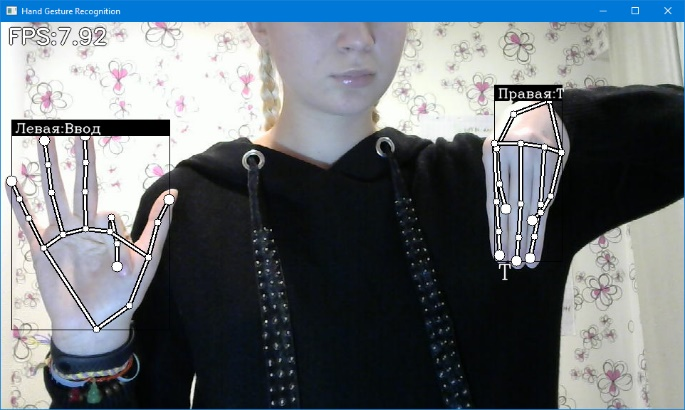 Hand Gesture Recognition
FPS:7.92
Правая:Т
Левая:Ввод
Т